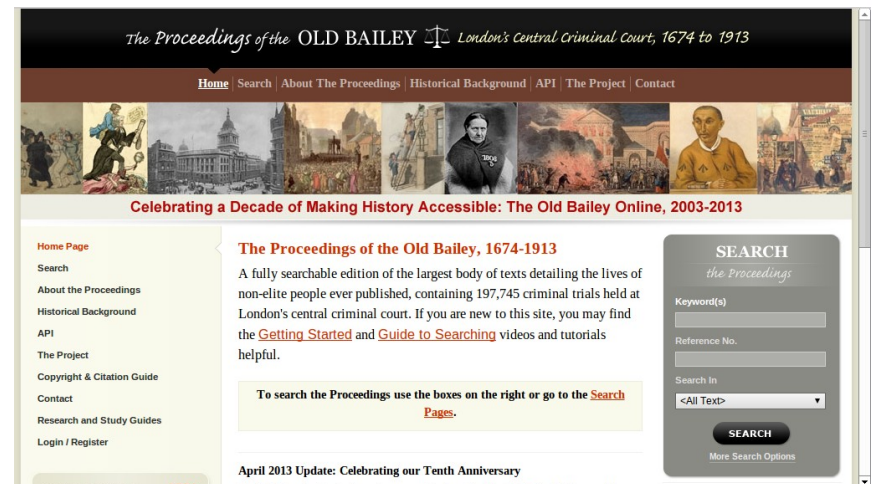 The Proceedings of the OLD BAILEY London's Central Criminal Court, 1674 to 1913
Home Search About The Proceedings Historical Background API The Project Contact
Celebrating a Decade of Making History Accessible: The Old Bailey Online, 2003-2013
Home Page
Search
About the Proceedings
Historical Background
API
The Project
Copyright & Citation Guide
Contact
Research and Study Guides
Login / Register
The Proceedings of the Old Bailey, 1674-1913
A fully searchable edition of the largest body of texts detailing the lives of
non-elite people ever published, containing 197,745 criminal trials held at
London's central criminal court. If you are new to this site, you may find
the Getting Started and Guide to Searching videos and tutorials
helpful.
To search the Proceedings use the boxes on the right or go to the Search
Pages.
April 2013 Update: Celebrating our Tenth Anniversary
SEARCH
the Proceedings
Keyword(s)
Reference No.
Search In
<All Text>
SEARCH
More Search Options